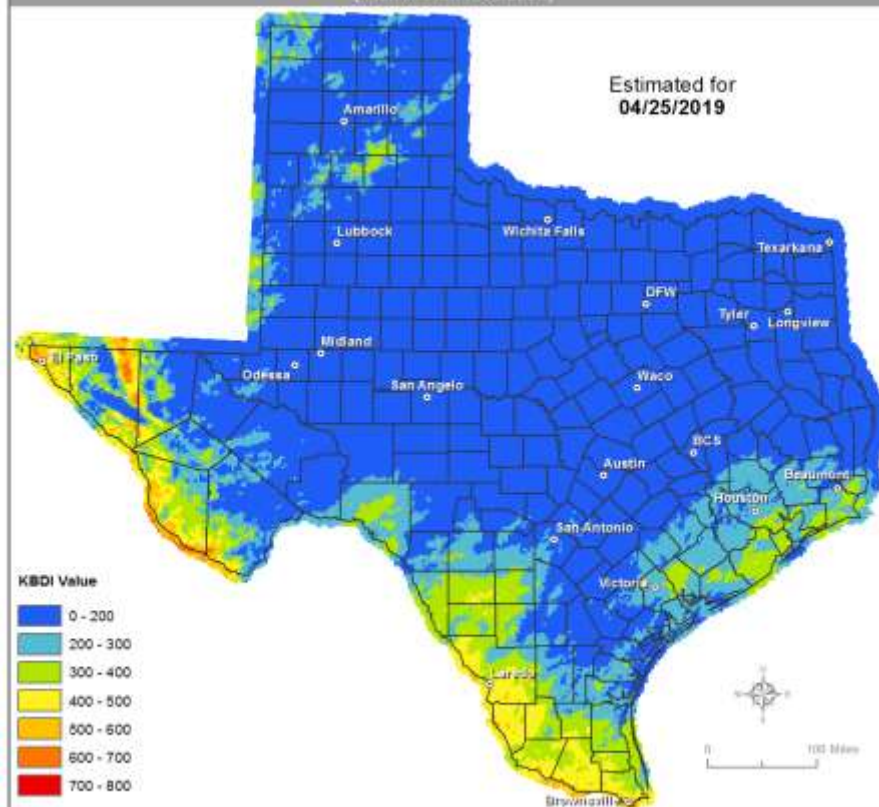 Estimated for
04/25/2019
Amarillo
Lubbock
Wichita Falls
Texarkana
DFW
Tyler
Longview
El Paso
Midland
Odessa
San Angelo
Waco
BCS
Austin
Beaumont
Houston
San Antonio
Victoria
Laredo
Brownsville
KBDI Value
0 - 200
200 - 300
300 - 400
400 - 500
500 - 600
600 - 700
700 - 800
0 100 Miles